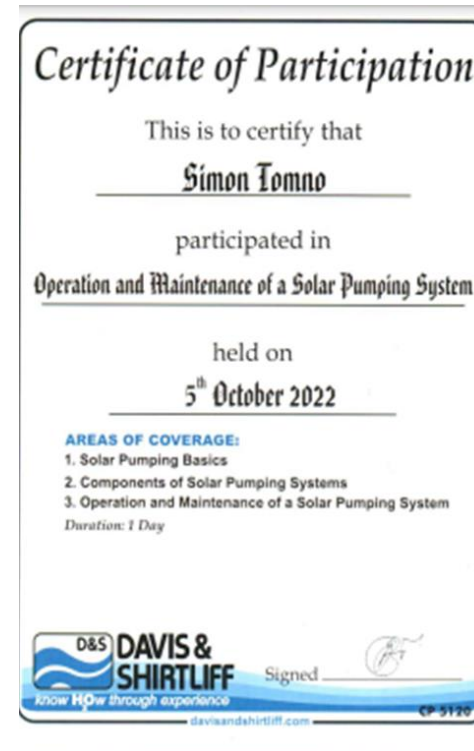 Certificate of Participation
This is to certify that
Simon Tomno
participated in
Operation and Maintenance of a Solar Pumping System
held on
5th October 2022
AREAS OF COVERAGE:
1. Solar Pumping Basics
2. Components of Solar Pumping Systems
3. Operation and Maintenance of a Solar Pumping System
Duration: 1 Day
D&S DAVIS &
SHIRTLIFF
know HOw through experience
Signed
CP 5120
davisandshirtliff.com